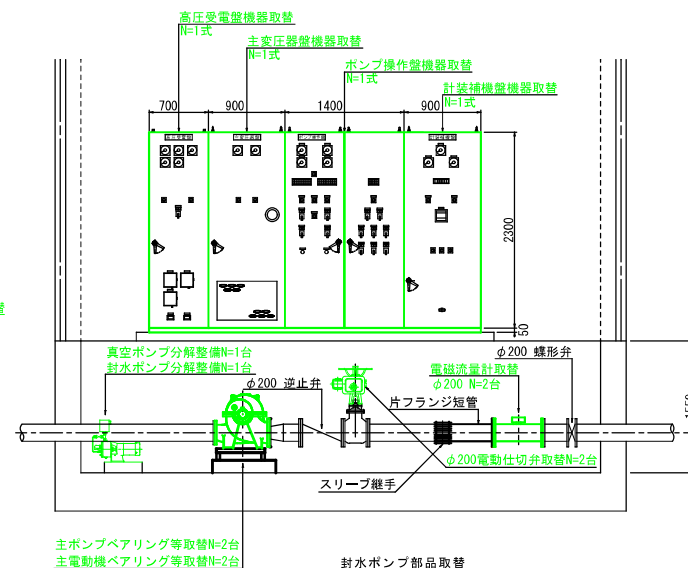 高圧受電盤機器取替
N=1式
主変圧器盤機器取替
N=1式
ポンプ操作盤機器取替
N=1式
計装補機盤機器取替
N=1式
700
900
1400
900
2300
50
真空ポンプ分解整備N=1台
封水ポンプ分解整備N=1台
φ200 逆止弁
片フランジ短管
電磁流量計取替
φ200 N=2台
φ200 蝶形弁
φ200電動仕切弁取替N=2台
スリーブ継手
主ポンプベアリング等取替N=2台
主電動機ベアリング等取替N=2台
封水ポンプ部品取替